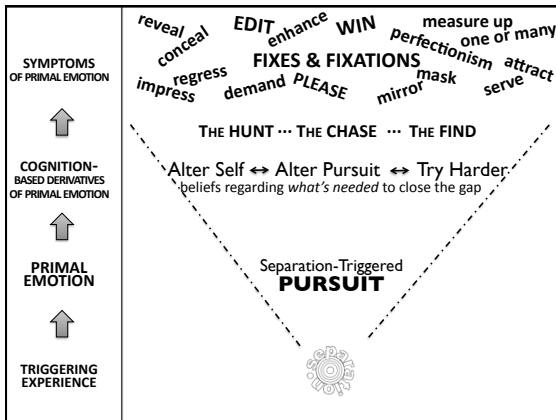 SYMPTOMS
OF PRIMAL EMOTION
COGNITION-
BASED DERIVATIVES
OF PRIMAL EMOTION
PRIMAL
EMOTION
TRIGGERING
EXPERIENCE
reveal
conceal
EDIT
enhance
WIN
measure up
perfectionism
one or many
FIXES & FIXATIONS
attract
impress
regress
demand
PLEASE
mirror
mask
serve
THE HUNT ... THE CHASE ... THE FIND
Alter Self ↔ Alter Pursuit ↔ Try Harder
beliefs regarding what's needed to close the gap
Separation-Triggered
PURSUIT
separation